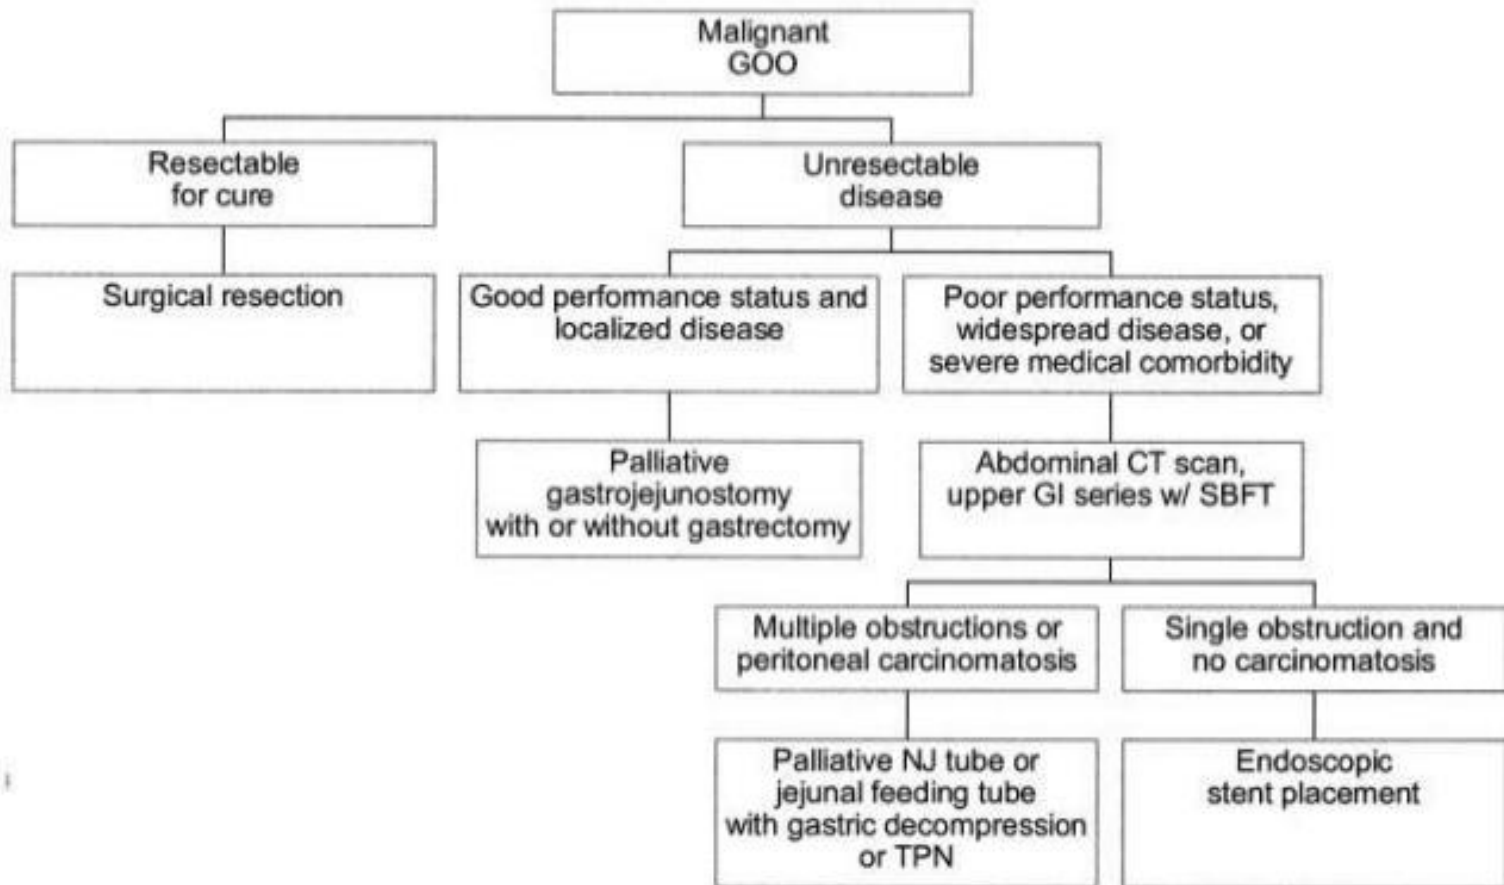 Malignant
GOO
Resectable
for cure
Unresectable
disease
Surgical resection
Good performance status and
localized disease
Poor performance status,
widespread disease, or
severe medical comorbidity
Palliative
gastrojejunostomy
with or without gastrectomy
Abdominal CT scan,
upper GI series w/ SBFT
Multiple obstructions or
peritoneal carcinomatosis
Single obstruction and
no carcinomatosis
Palliative NJ tube or
jejunal feeding tube
with gastric decompression
or TPN
Endoscopic
stent placement